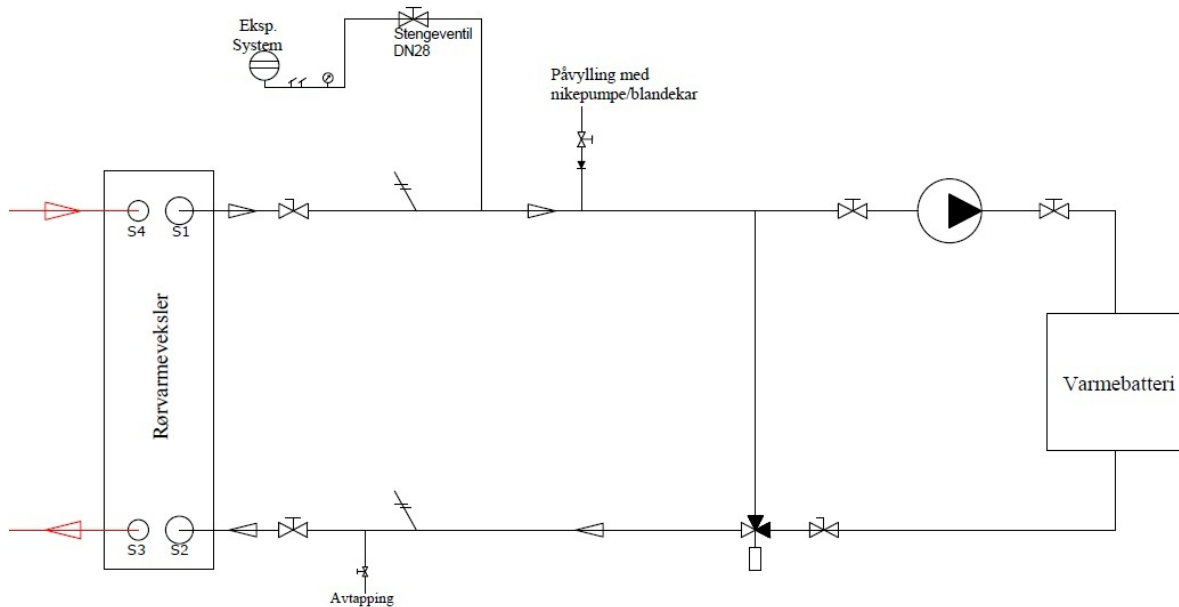 Eksp.
System
Stengeventil
DN28
Påvylling med
nikepumpe/blandekar
S4
S1
Rørvarmeveksler
Varmebatteri
S3
S2
Avtapping